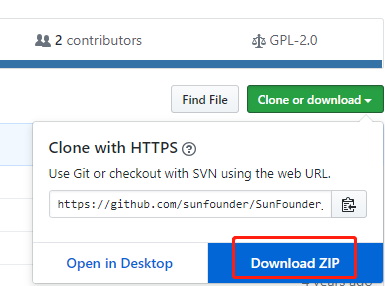 2 contributors
GPL-2.0
Find File
Clone or download
Clone with HTTPS
Use Git or checkout with SVN using the web URL.
https://github.com/sunfounder/SunFounder_
Open in Desktop
Download ZIP
4 years ago